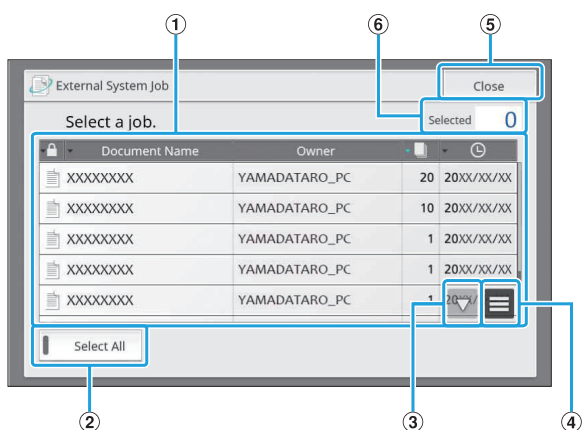 ① ⑥ ⑤
External System Job Close
Select a job. Selected 0
Document Name Owner
XXXXXXXX YAMADATARO_PC 20 20XX/XX/XX
XXXXXXXX YAMADATARO_PC 10 20XX/XX/XX
XXXXXXXX YAMADATARO_PC 1 20XX/XX/XX
XXXXXXXX YAMADATARO_PC 1 20XX/XX/XX
XXXXXXXX YAMADATARO_PC 1
Select All
② ③ ④